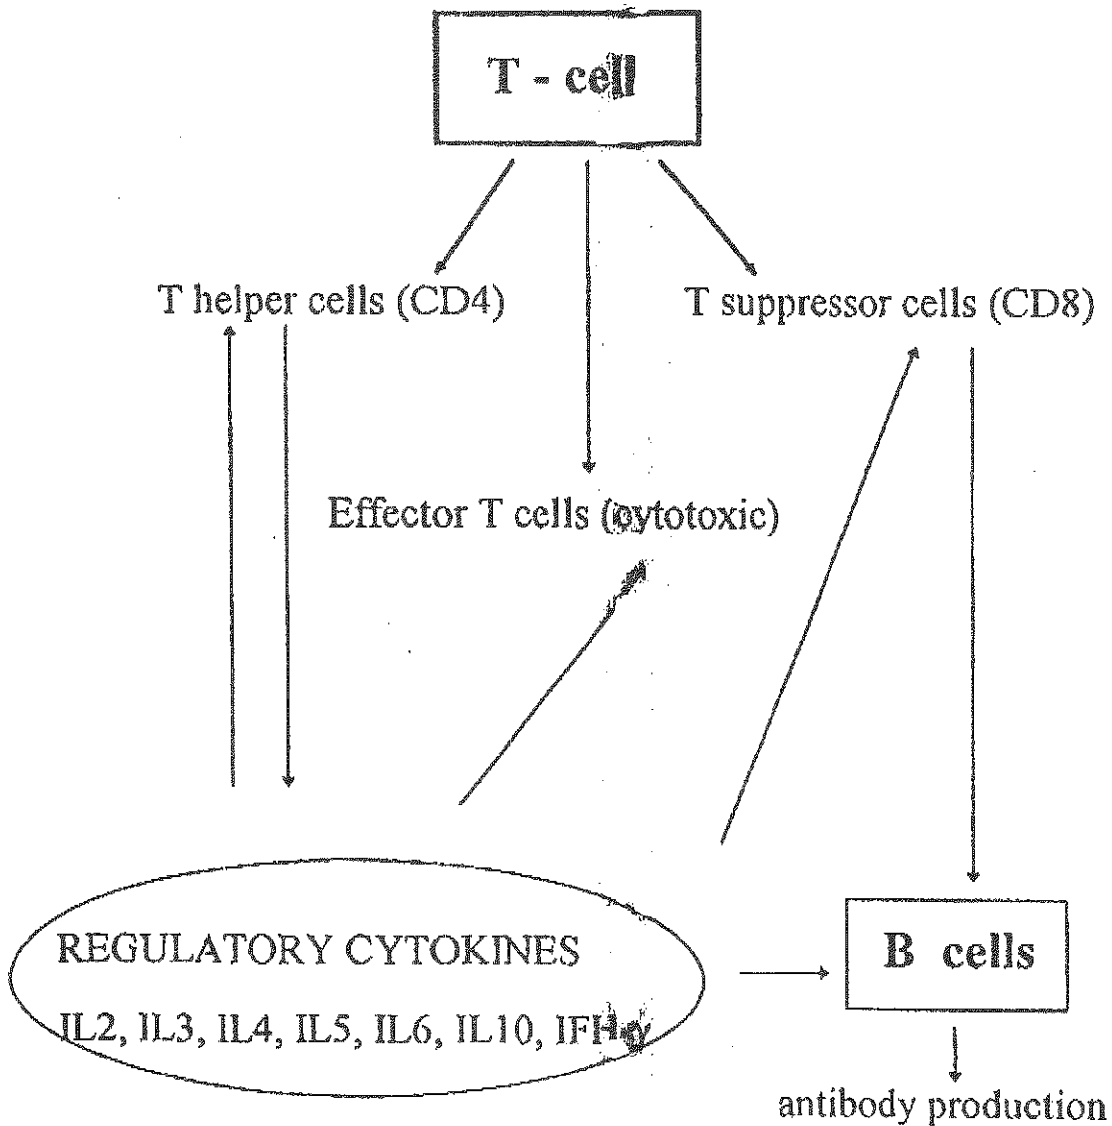 T - cell
T helper cells (CD4)
T suppressor cells (CD8)
Effector T cells (cytotoxic)
REGULATORY CYTOKINES
IL2, IL3, IL4, IL5, IL6, IL10, IFH-γ
B cells
antibody production